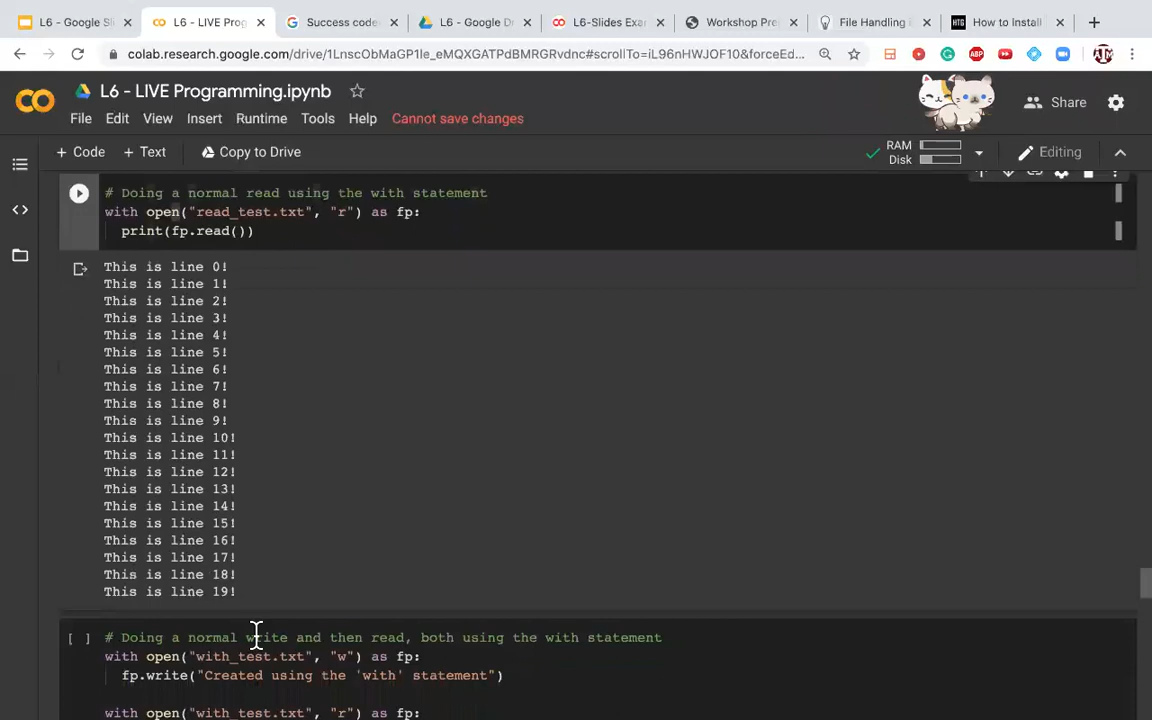 L6 - Google Sli
L6 - LIVE Prog
Success code
L6 - Google D
L6-Slides Exa
Workshop Pre
File Handling
How to Install
colab.research.google.com/drive/1LnscObMaGP1Ie_eMQXGATPdBMRGRvdnc#scrollTo=iL96nHWJOF10&forceEd...
L6 - LIVE Programming.ipynb
Share
File Edit View Insert Runtime Tools Help Cannot save changes
+ Code + Text Copy to Drive
RAM
Disk
Editing
# Doing a normal read using the with statement
with open("read_test.txt", "r") as fp:
print(fp.read())
This is line 0!
This is line 1!
This is line 2!
This is line 3!
This is line 4!
This is line 5!
This is line 6!
This is line 7!
This is line 8!
This is line 9!
This is line 10!
This is line 11!
This is line 12!
This is line 13!
This is line 14!
This is line 15!
This is line 16!
This is line 17!
This is line 18!
This is line 19!
[ ] # Doing a normal write and then read, both using the with statement
with open("with_test.txt", "w") as fp:
fp.write("Created using the 'with' statement")
with open("with_test.txt", "r") as fp: